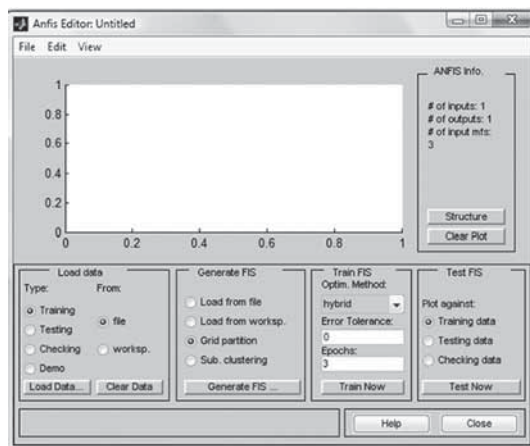 Anfis Editor: Untitled
File Edit View
ANFIS Info.
# of inputs: 1
# of outputs: 1
# of input mfs:
3
Structure
Clear Plot
1
0.8
0.6
0.4
0.2
0
0 0.2 0.4 0.6 0.8 1
Load data
Type: From:
Training
Testing
Checking
Demo
file
worksp.
Load Data... Clear Data
Generate FIS
Load from file
Load from worksp.
Grid partition
Sub. clustering
Generate FIS ...
Train FIS
Optim. Method:
hybrid
Error Tolerance:
0
Epochs:
3
Train Now
Test FIS
Plot against:
Training data
Testing data
Checking data
Test Now
Help Close